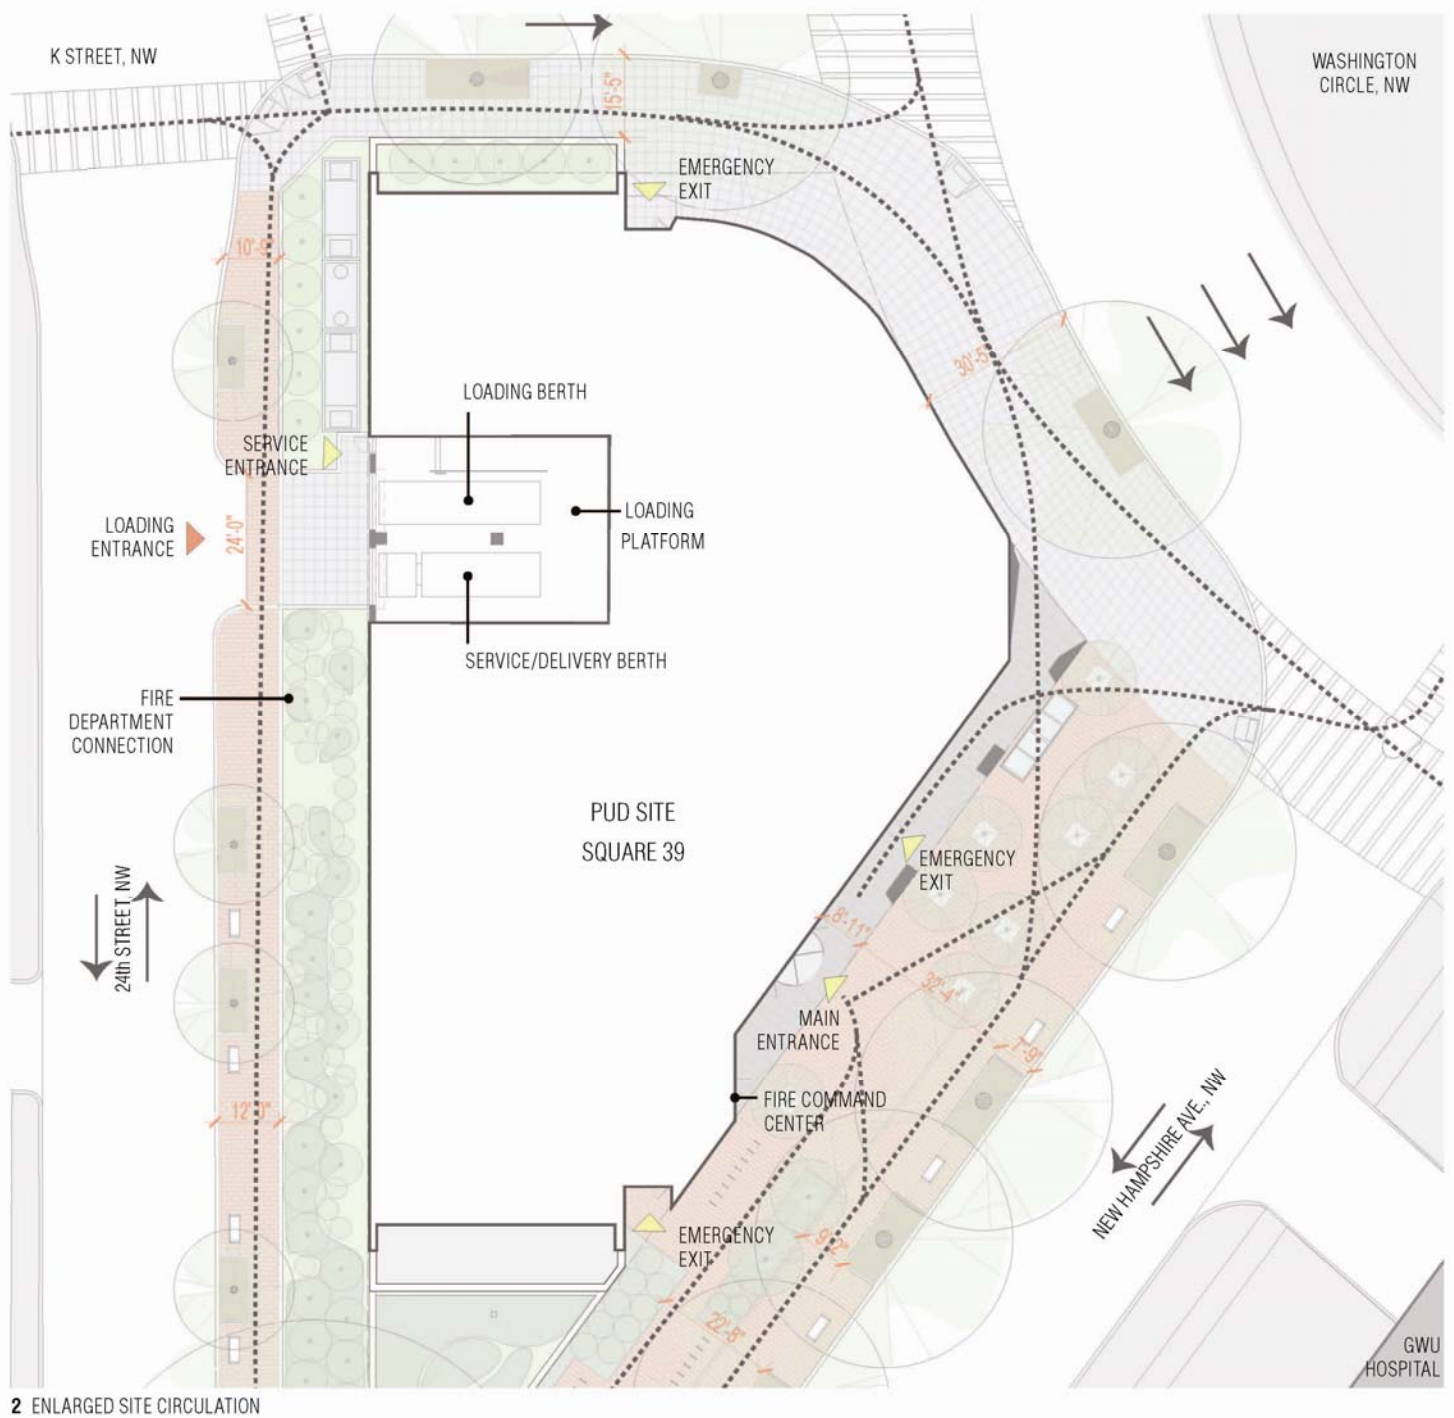 K STREET, NW
WASHINGTON
CIRCLE, NW
15'-5"
EMERGENCY
EXIT
10'-9"
30'-5"
LOADING BERTH
SERVICE
ENTRANCE
LOADING
ENTRANCE
24'-0"
LOADING
PLATFORM
SERVICE/DELIVERY BERTH
FIRE
DEPARTMENT
CONNECTION
PUD SITE
SQUARE 39
EMERGENCY
EXIT
8'-11"
24th STREET, NW
32'-4"
MAIN
ENTRANCE
7'-9"
FIRE COMMAND
CENTER
12'-0"
NEW HAMPSHIRE AVE., NW
EMERGENCY
EXIT
9'-2"
22'-8"
GWU
HOSPITAL
2 ENLARGED SITE CIRCULATION